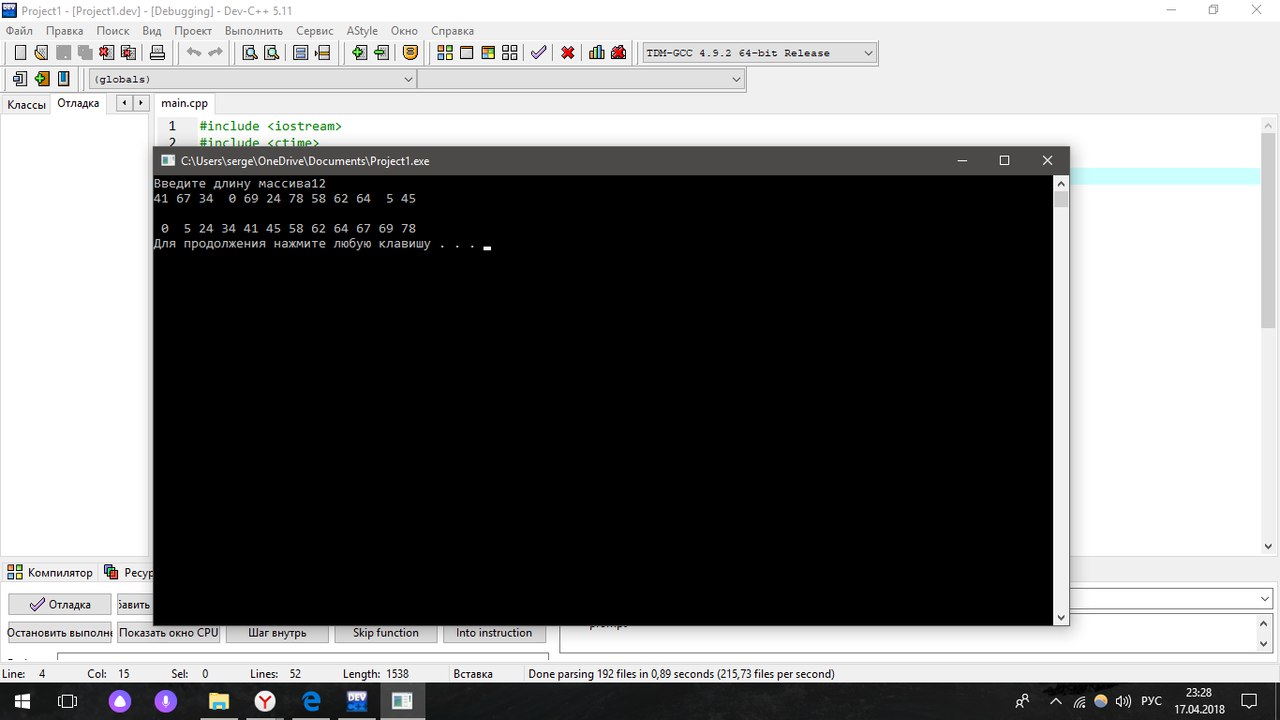 Project1 - [Project1.dev] - [Debugging] - Dev-C++ 5.11
Файл Правка Поиск Вид Проект Выполнить Сервис AStyle Окно Справка
TDM-GCC 4.9.2 64-bit Release
(globals)
Классы Отладка main.cpp
1 #include <iostream>
2 #include <ctime>
C:\Users\serge\OneDrive\Documents\Project1.exe
Введите длину массива12
41 67 34 0 69 24 78 58 62 64 5 45
0 5 24 34 41 45 58 62 64 67 69 78
Для продолжения нажмите любую клавишу . . .
Компилятор Ресур
Отладка
Остановить выполне Показать окно CPU Шаг внутрь Skip function Into instruction
Line: 4 Col: 15 Sel: 0 Lines: 52 Length: 1538 Вставка Done parsing 192 files in 0,89 seconds (215,73 files per second)
DEV РУС 23:28
17.04.2018